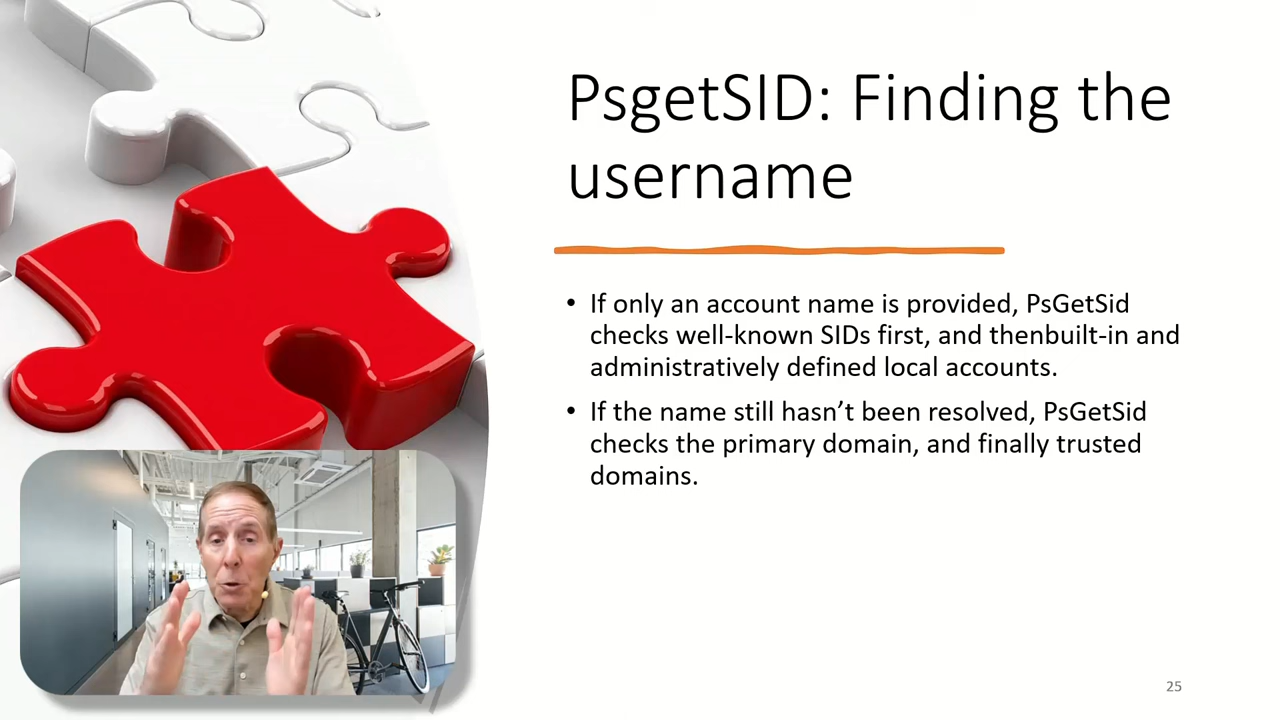 PsgetSID: Finding the
username
• If only an account name is provided, PsGetSid
checks well-known SIDs first, and thenbuilt-in and
administratively defined local accounts.
• If the name still hasn’t been resolved, PsGetSid
checks the primary domain, and finally trusted
domains.
25